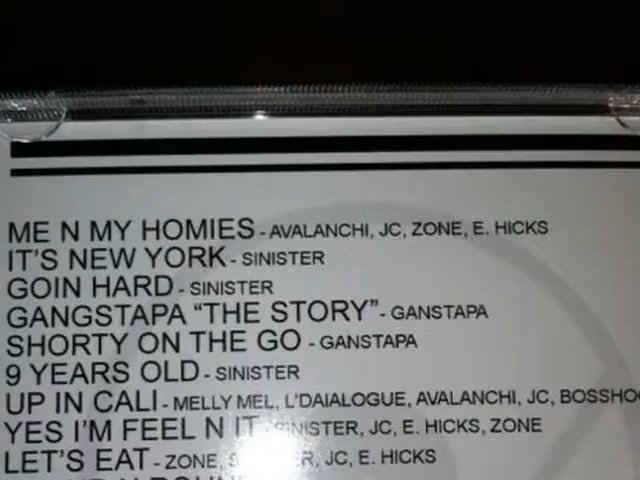 ME N MY HOMIES - AVALANCHI, JC, ZONE, E. HICKS
IT'S NEW YORK - SINISTER
GOIN HARD - SINISTER
GANGSTAPA "THE STORY" - GANSTAPA
SHORTY ON THE GO - GANSTAPA
9 YEARS OLD - SINISTER
UP IN CALI - MELLY MEL, L'DAIALOGUE, AVALANCHI, JC,
YES I'M FEEL N IT - SINISTER, JC, E. HICKS, ZONE
LET'S EAT - ZONE, JC, E. HICKS